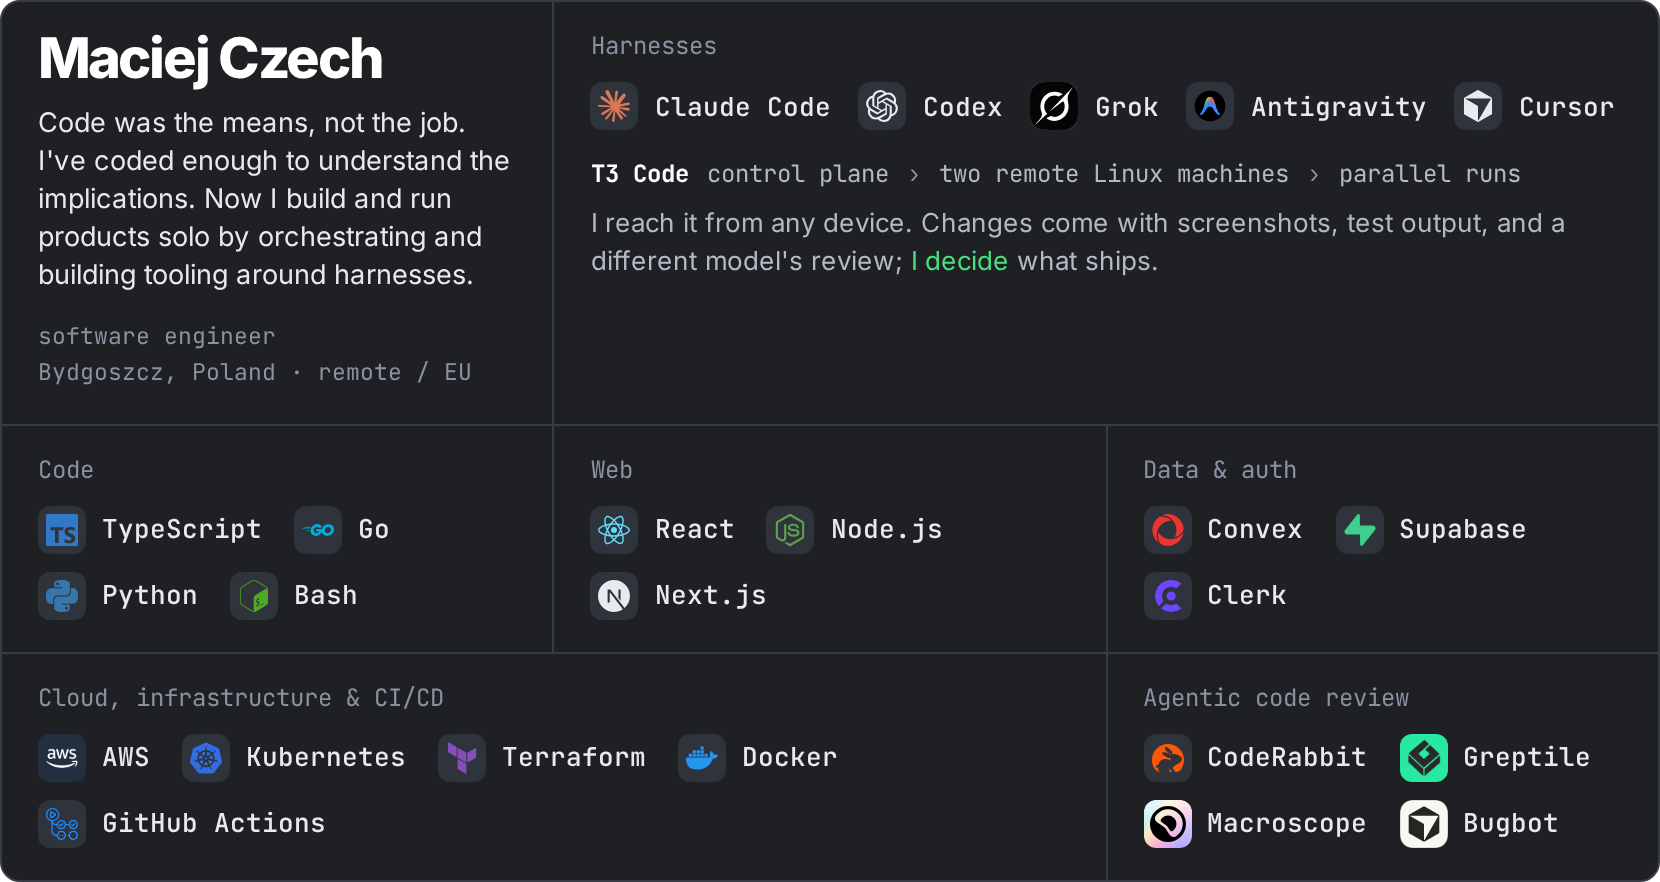 Maciej Czech
Code was the means, not the job.
I've coded enough to understand the
implications. Now I build and run
products solo by orchestrating and
building tooling around harnesses.
software engineer
Bydgoszcz, Poland · remote / EU
Harnesses
Claude Code Codex Grok Antigravity Cursor
T3 Code control plane › two remote Linux machines › parallel runs
I reach it from any device. Changes come with screenshots, test output, and a
different model's review; I decide what ships.
Code
TS TypeScript GO Go
Python Bash
Web
React JS Node.js
N Next.js
Data & auth
Convex Supabase
Clerk
Cloud, infrastructure & CI/CD
aws AWS Kubernetes Terraform Docker
GitHub Actions
Agentic code review
CodeRabbit Greptile
Macroscope Bugbot